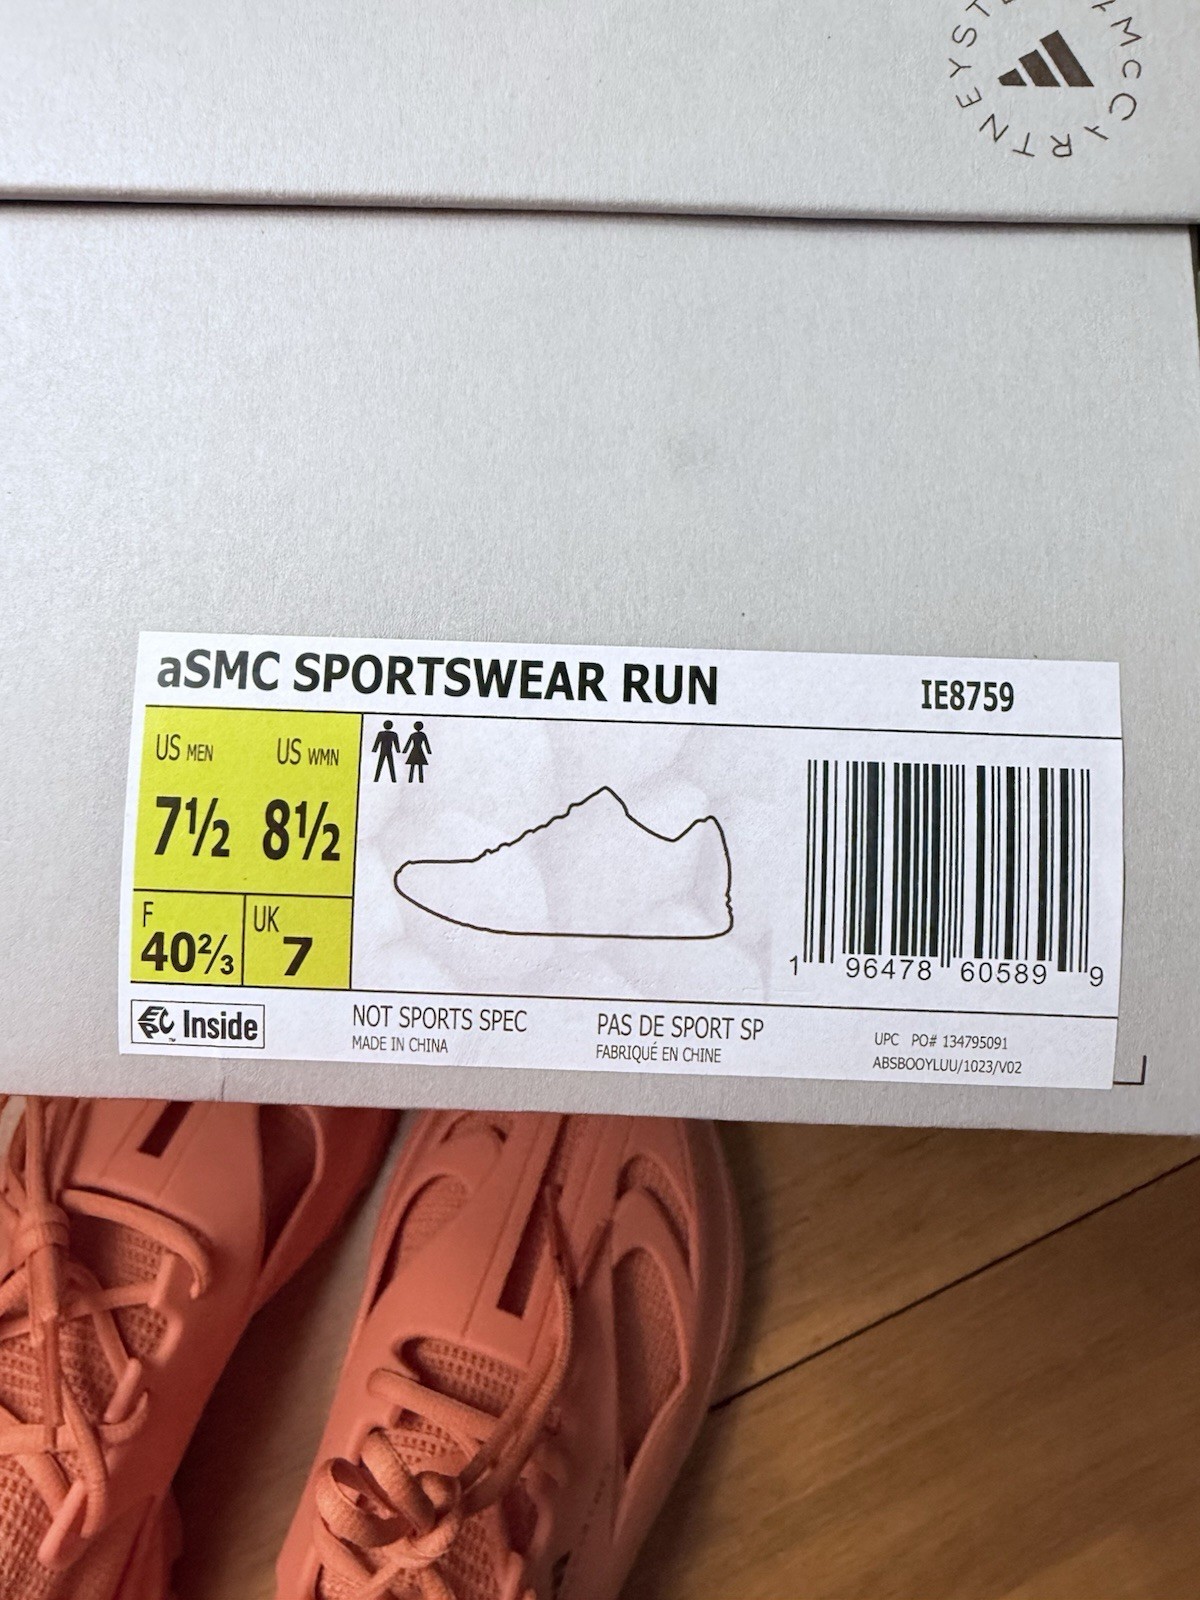 McCARTNEY
aSMC SPORTSWEAR RUN
IE8759
US MEN
US WMN
7½
8½
F
40⅔
UK
7
1 96478 60589 9
Inside
™
NOT SPORTS SPEC
MADE IN CHINA
PAS DE SPORT SP
FABRIQUÉ EN CHINE
UPC PO# 134795091
ABSBOOYLUU/1023/V02